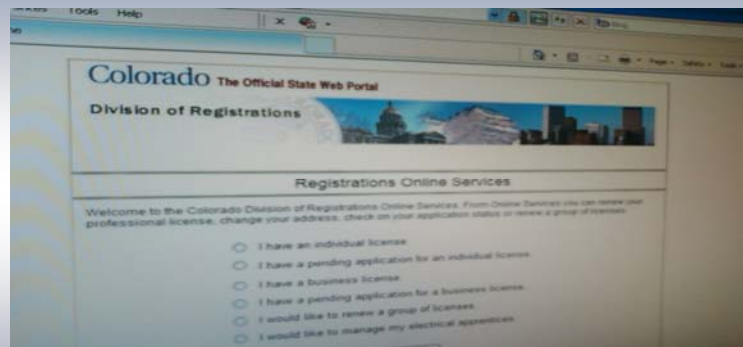 Tools Help
Bing
Page Safety Tools
Colorado The Official State Web Portal
Division of Registrations
Registrations Online Services
Welcome to the Colorado Division of Registrations Online Services. From Online Services you can renew your
professional license, change your address, check on your application status or renew a group of licenses.
I have an individual license.
I have a pending application for an individual license.
I have a business license.
I have a pending application for a business license.
I would like to renew a group of licenses.
I would like to manage my electrical apprentices.